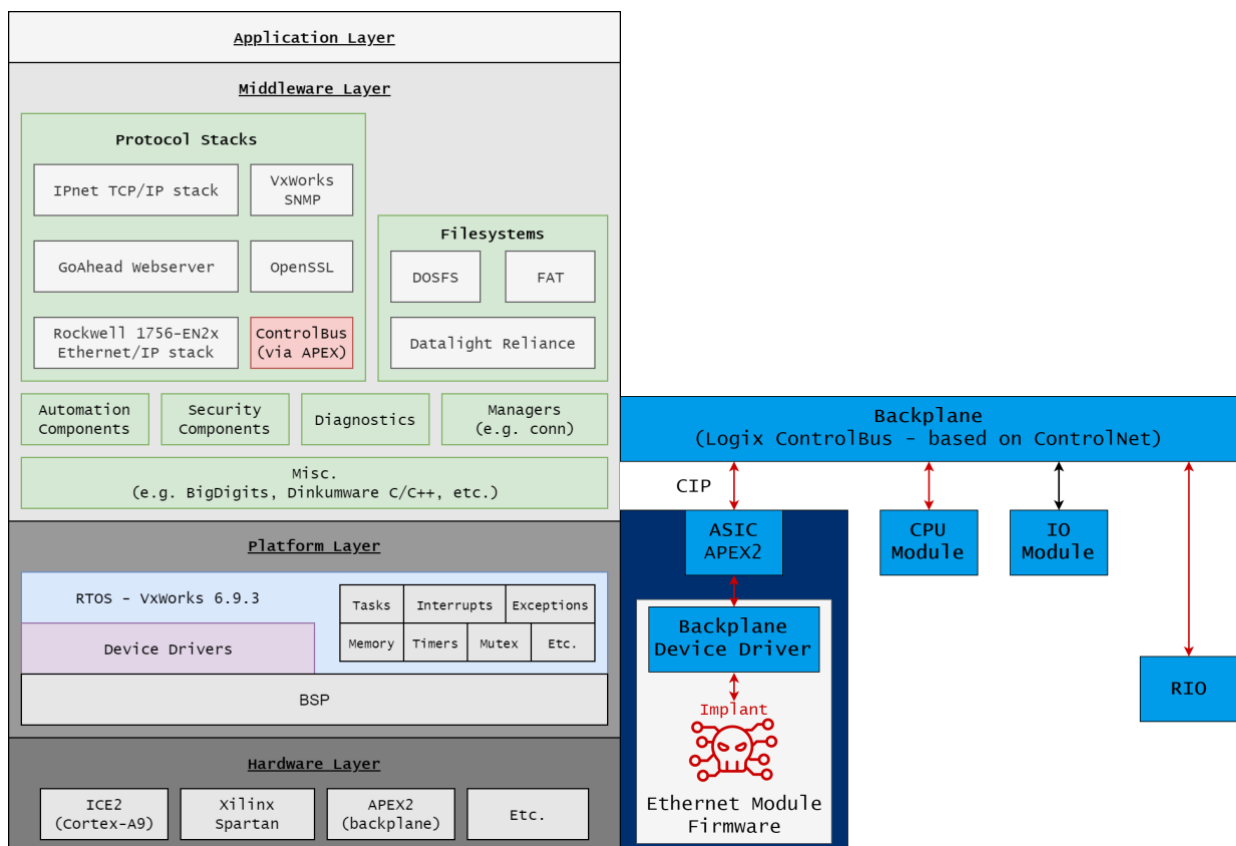 Application Layer
Middleware Layer
Protocol Stacks
IPnet TCP/IP stack
VxWorks
SNMP
GoAhead Webserver
OpenSSL
Rockwell 1756-EN2x
Ethernet/IP stack
ControlBus
(via APEX)
Filesystems
DOSFS
FAT
Datalight Reliance
Automation
Components
Security
Components
Diagnostics
Managers
(e.g. conn)
Misc.
(e.g. BigDigits, Dinkumware C/C++, etc.)
Platform Layer
RTOS – VxWorks 6.9.3
Tasks
Interrupts
Exceptions
Memory
Timers
Mutex
Etc.
Device Drivers
BSP
Hardware Layer
ICE2
(Cortex-A9)
Xilinx
Spartan
APEX2
(backplane)
Etc.
Backplane
(Logix ControlBus – based on ControlNet)
CIP
ASIC
APEX2
CPU
Module
IO
Module
RIO
Backplane
Device Driver
Implant
Ethernet Module
Firmware